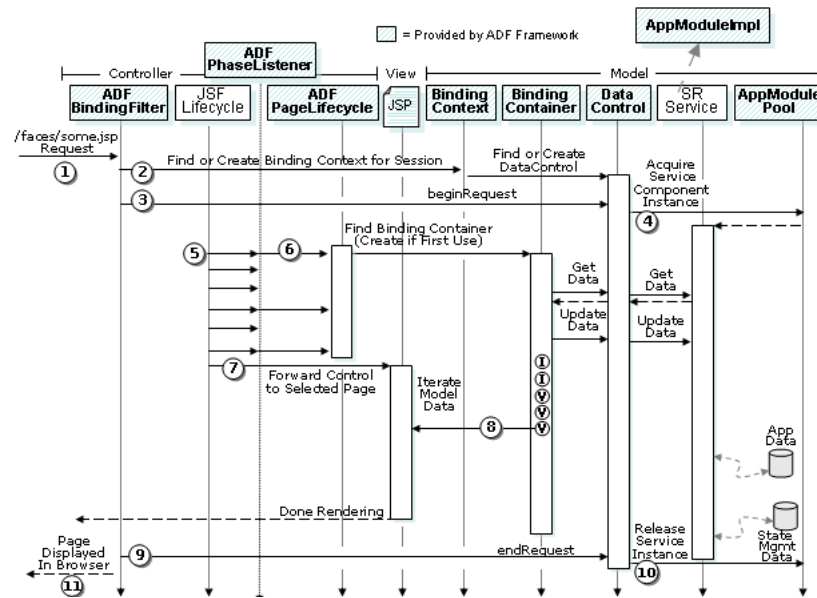 AppModuleImpl
= Provided by ADF Framework
ADF
PhaseListener
Controller
View
Model
ADF
BindingFilter
JSF
Lifecycle
ADF
PageLifecycle
JSP
Binding
Context
Binding
Container
Data
Control
SR
Service
AppModule
Pool
/faces/some.jsp
Request
1
2
Find or Create Binding Context for Session
Find or Create
DataControl
Acquire
Service
Component
Instance
3
beginRequest
4
5
6
Find Binding Container
(Create if First Use)
Get
Data
Get
Data
Update
Data
Update
Data
7
Forward Control
to Selected Page
Iterate
Model
Data
I
I
V
V
V
8
App
Data
Done Rendering
State
Mgmt
Data
Page
Displayed
In Browser
9
endRequest
Release
Service
Instance
10
11